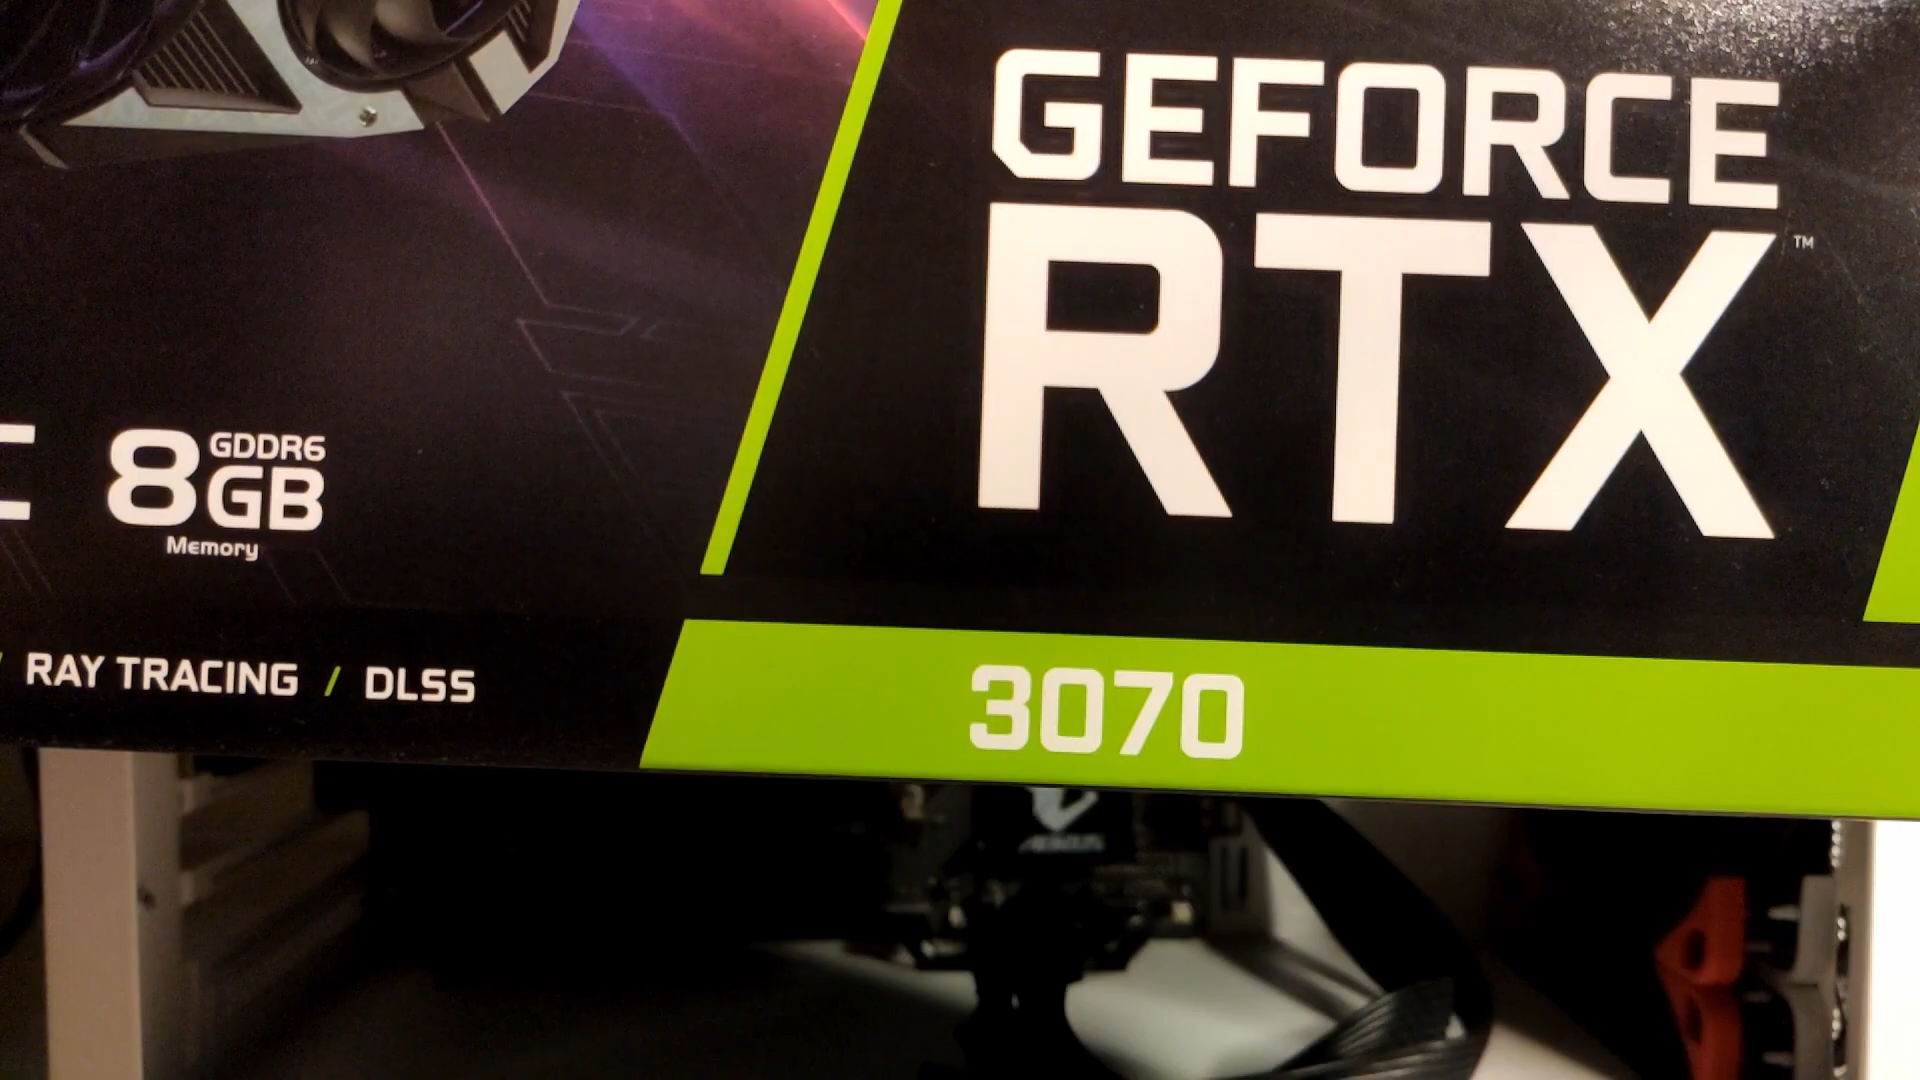 GEFORCE
RTX™
8 GDDR6
GB
Memory
RAY TRACING / DLSS
3070